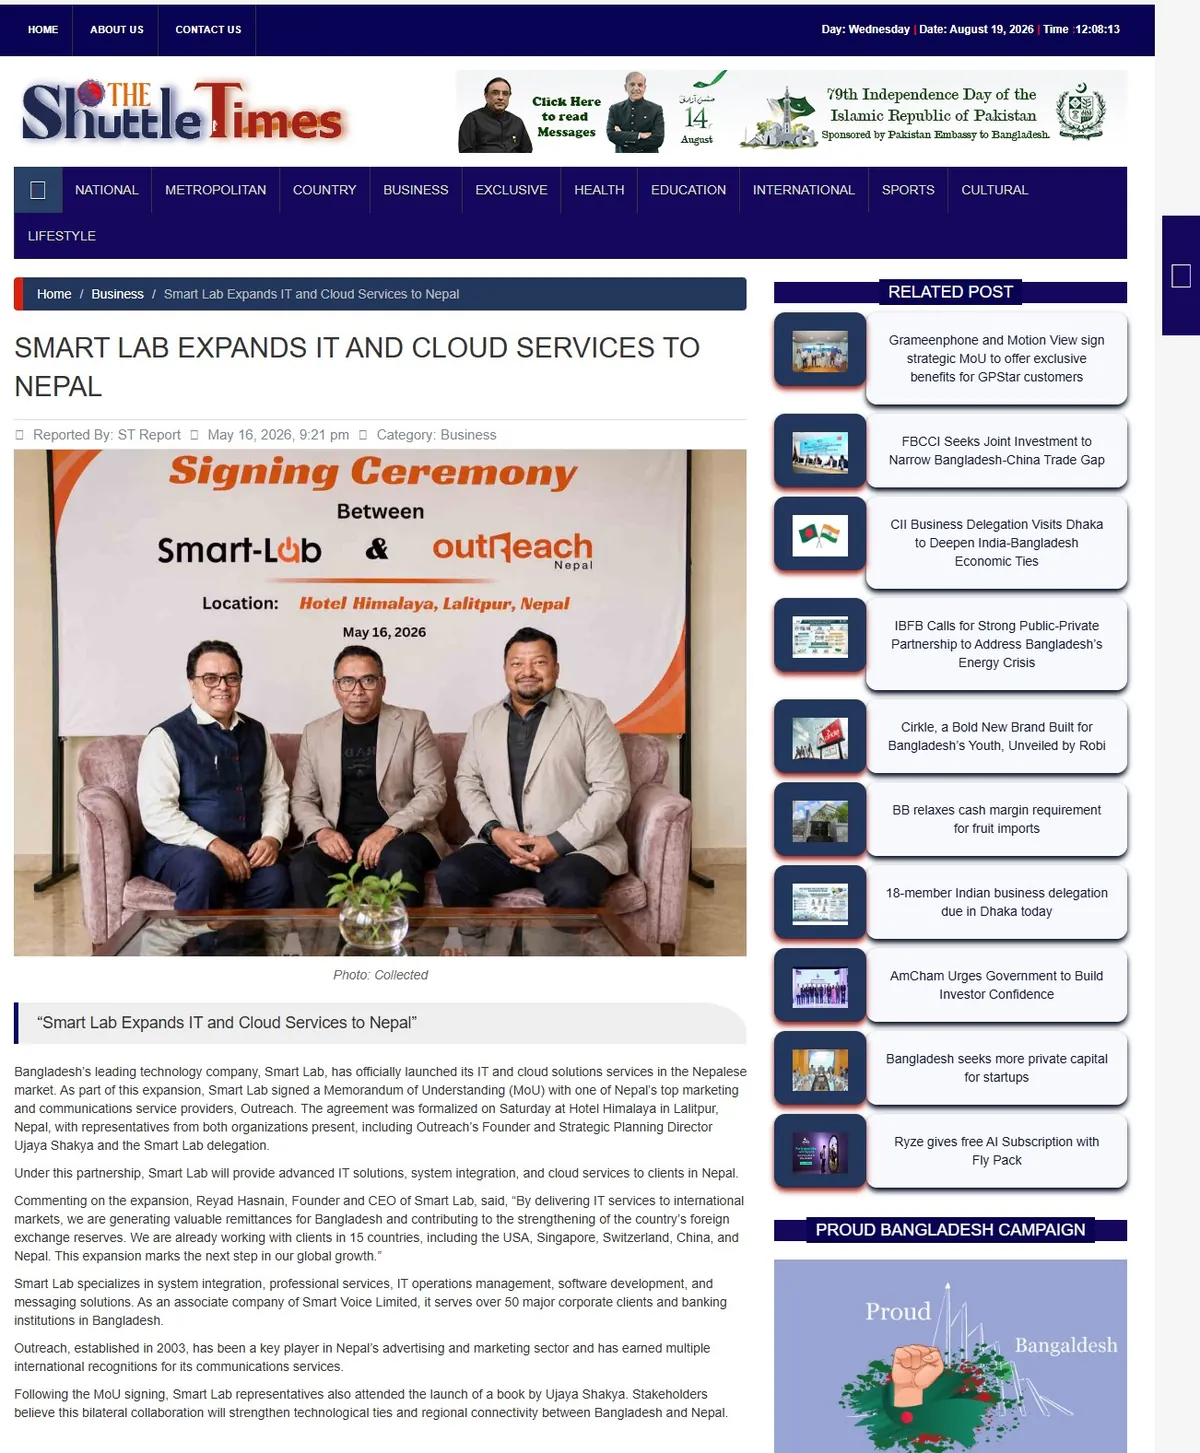 HOME ABOUT US CONTACT US
Day: Wednesday | Date: August 19, 2026 | Time :12:08:13
THE
Shuttle Times
Click Here
to read
Messages
14
August
79th Independence Day of the
Islamic Republic of Pakistan
Sponsored by Pakistan Embassy to Bangladesh.
NATIONAL METROPOLITAN COUNTRY BUSINESS EXCLUSIVE HEALTH EDUCATION INTERNATIONAL SPORTS CULTURAL
LIFESTYLE
Home / Business / Smart Lab Expands IT and Cloud Services to Nepal
SMART LAB EXPANDS IT AND CLOUD SERVICES TO
NEPAL
Reported By: ST Report May 16, 2026, 9:21 pm Category: Business
Signing Ceremony
Between
Smart-Lab & outReach
Nepal
Location: Hotel Himalaya, Lalitpur, Nepal
May 16, 2026
Photo: Collected
“Smart Lab Expands IT and Cloud Services to Nepal”
Bangladesh’s leading technology company, Smart Lab, has officially launched its IT and cloud solutions services in the Nepalese
market. As part of this expansion, Smart Lab signed a Memorandum of Understanding (MoU) with one of Nepal’s top marketing
and communications service providers, Outreach. The agreement was formalized on Saturday at Hotel Himalaya in Lalitpur,
Nepal, with representatives from both organizations present, including Outreach’s Founder and Strategic Planning Director
Ujaya Shakya and the Smart Lab delegation.
Under this partnership, Smart Lab will provide advanced IT solutions, system integration, and cloud services to clients in Nepal.
Commenting on the expansion, Reyad Hasnain, Founder and CEO of Smart Lab, said, “By delivering IT services to international
markets, we are generating valuable remittances for Bangladesh and contributing to the strengthening of the country’s foreign
exchange reserves. We are already working with clients in 15 countries, including the USA, Singapore, Switzerland, China, and
Nepal. This expansion marks the next step in our global growth.”
Smart Lab specializes in system integration, professional services, IT operations management, software development, and
messaging solutions. As an associate company of Smart Voice Limited, it serves over 50 major corporate clients and banking
institutions in Bangladesh.
Outreach, established in 2003, has been a key player in Nepal’s advertising and marketing sector and has earned multiple
international recognitions for its communications services.
Following the MoU signing, Smart Lab representatives also attended the launch of a book by Ujaya Shakya. Stakeholders
believe this bilateral collaboration will strengthen technological ties and regional connectivity between Bangladesh and Nepal.
RELATED POST
Grameenphone and Motion View sign
strategic MoU to offer exclusive
benefits for GPStar customers
FBCCI Seeks Joint Investment to
Narrow Bangladesh-China Trade Gap
CII Business Delegation Visits Dhaka
to Deepen India-Bangladesh
Economic Ties
IBFB Calls for Strong Public-Private
Partnership to Address Bangladesh’s
Energy Crisis
Cirkle, a Bold New Brand Built for
Bangladesh’s Youth, Unveiled by Robi
BB relaxes cash margin requirement
for fruit imports
18-member Indian business delegation
due in Dhaka today
AmCham Urges Government to Build
Investor Confidence
Bangladesh seeks more private capital
for startups
Ryze gives free AI Subscription with
Fly Pack
PROUD BANGLADESH CAMPAIGN
Proud
Bangaldesh